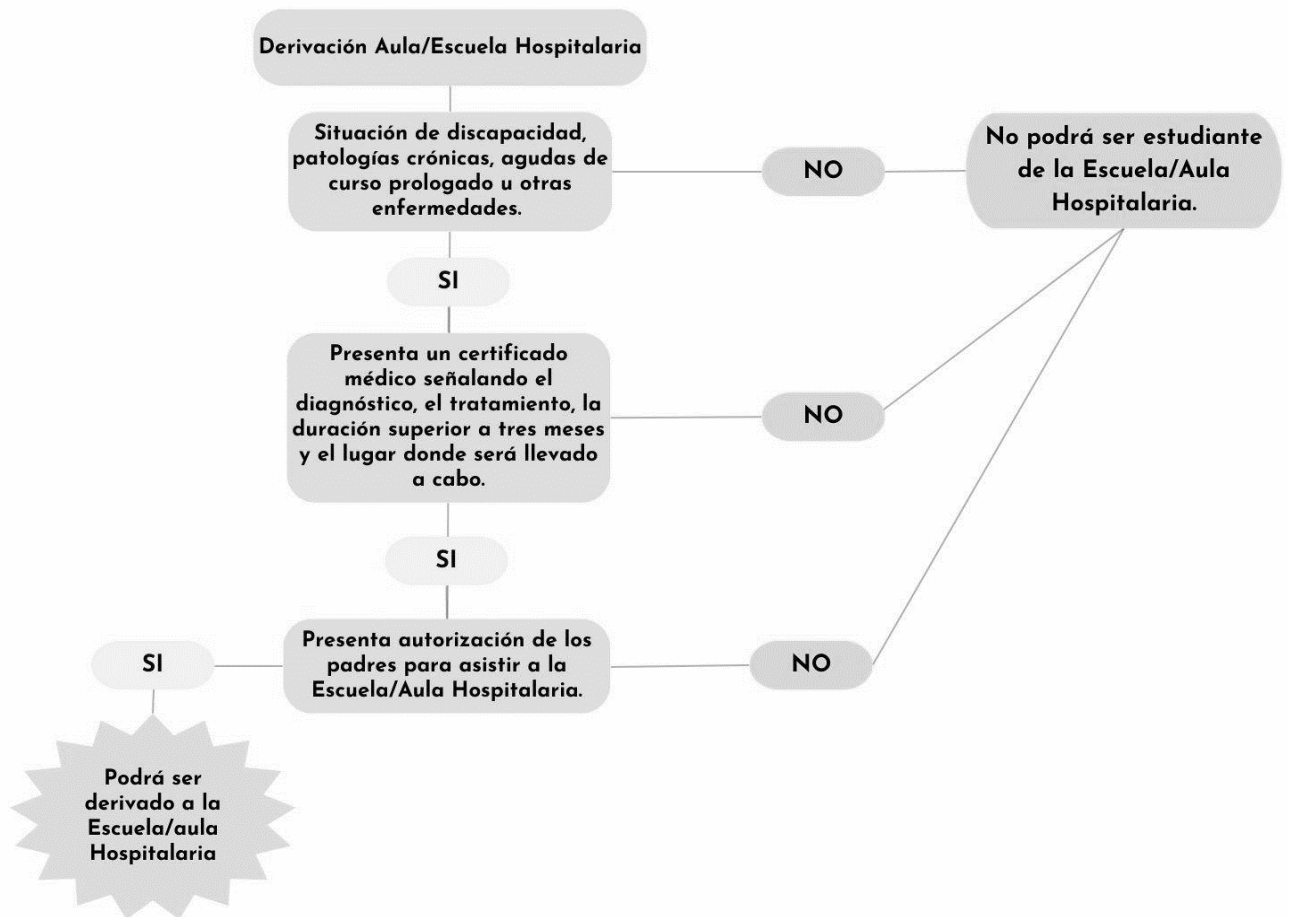 Derivación Aula/Escuela Hospitalaria
Situación de discapacidad,
patologías crónicas, agudas de
curso prologado u otras
enfermedades.
NO
No podrá ser estudiante
de la Escuela/Aula
Hospitalaria.
SI
Presenta un certificado
médico señalando el
diagnóstico, el tratamiento, la
duración superior a tres meses
y el lugar donde será llevado
a cabo.
NO
SI
Presenta autorización de los
padres para asistir a la
Escuela/Aula Hospitalaria.
NO
SI
Podrá ser
derivado a la
Escuela/aula
Hospitalaria